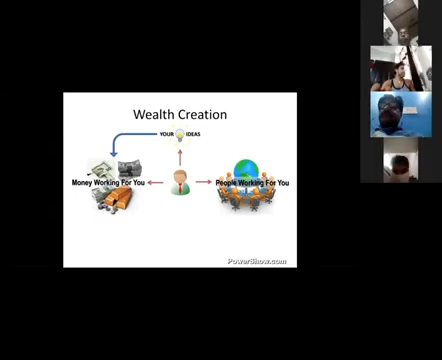 Wealth Creation
YOUR IDEAS
Money Working For You
People Working For You
PowerShow.com